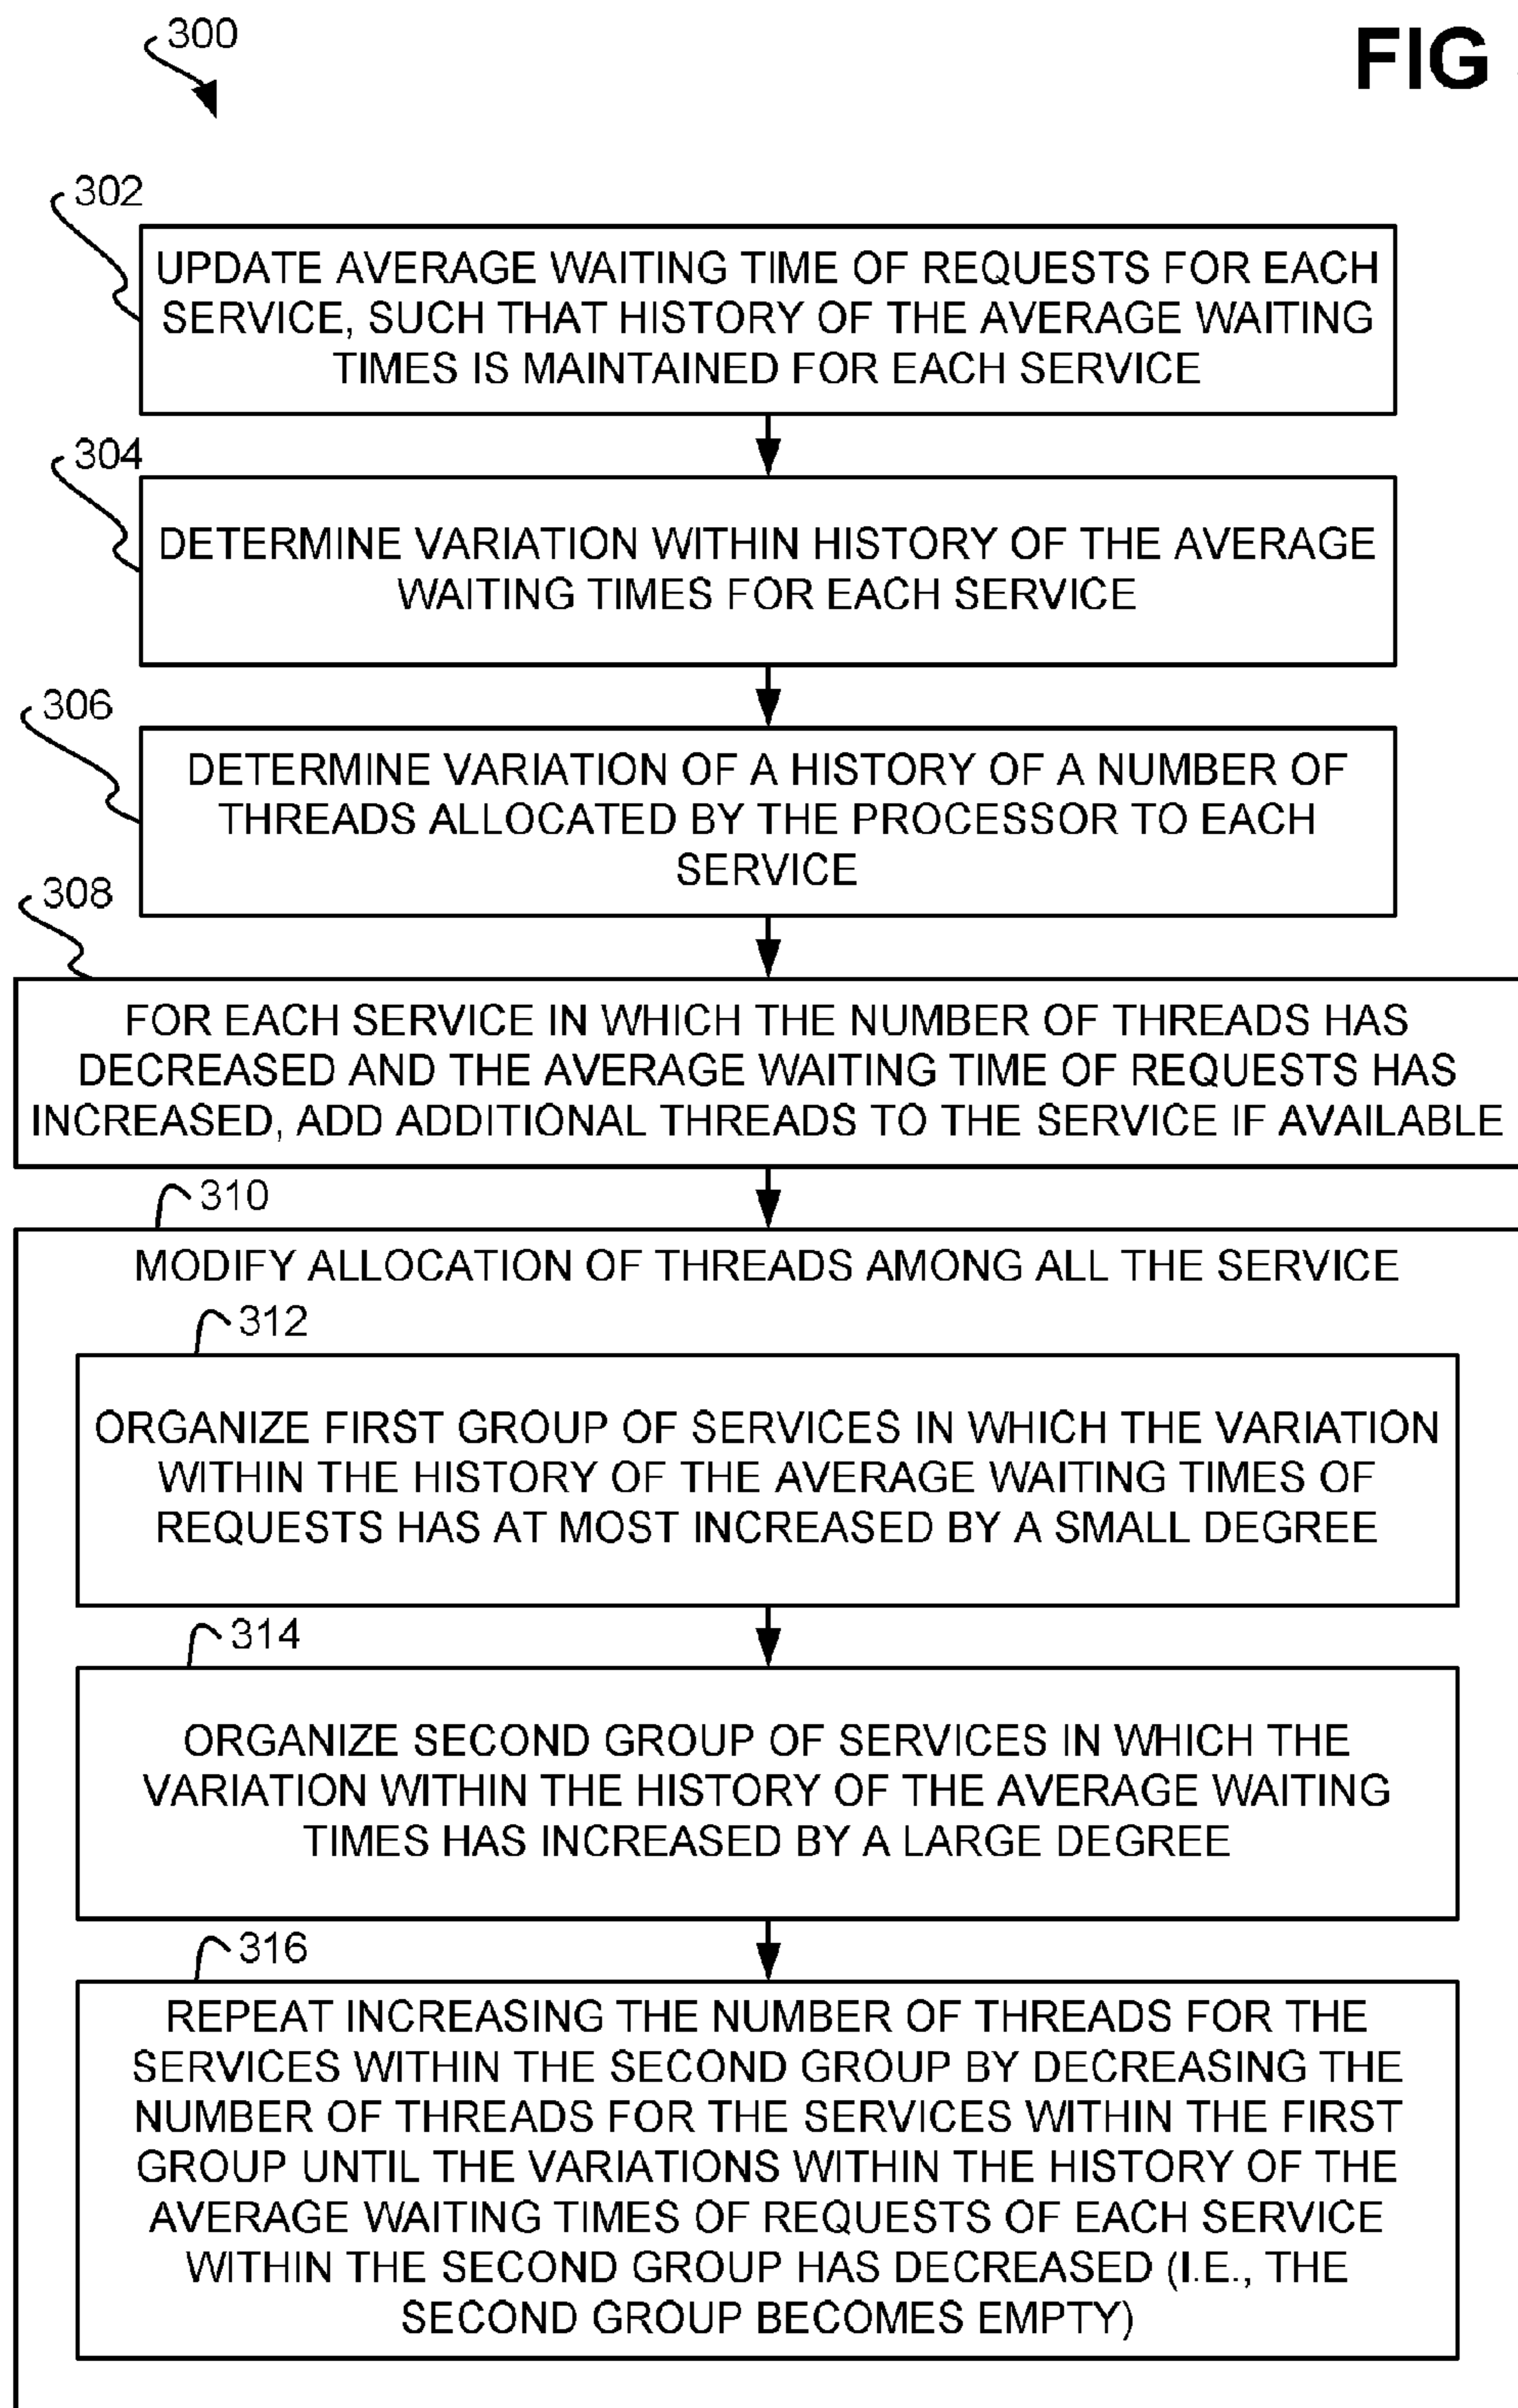 300
FIG
302
UPDATE AVERAGE WAITING TIME OF REQUESTS FOR EACH
SERVICE, SUCH THAT HISTORY OF THE AVERAGE WAITING
TIMES IS MAINTAINED FOR EACH SERVICE
304
DETERMINE VARIATION WITHIN HISTORY OF THE AVERAGE
WAITING TIMES FOR EACH SERVICE
306
DETERMINE VARIATION OF A HISTORY OF A NUMBER OF
THREADS ALLOCATED BY THE PROCESSOR TO EACH
SERVICE
308
FOR EACH SERVICE IN WHICH THE NUMBER OF THREADS HAS
DECREASED AND THE AVERAGE WAITING TIME OF REQUESTS HAS
INCREASED, ADD ADDITIONAL THREADS TO THE SERVICE IF AVAILABLE
310
MODIFY ALLOCATION OF THREADS AMONG ALL THE SERVICE
312
ORGANIZE FIRST GROUP OF SERVICES IN WHICH THE VARIATION
WITHIN THE HISTORY OF THE AVERAGE WAITING TIMES OF
REQUESTS HAS AT MOST INCREASED BY A SMALL DEGREE
314
ORGANIZE SECOND GROUP OF SERVICES IN WHICH THE
VARIATION WITHIN THE HISTORY OF THE AVERAGE WAITING
TIMES HAS INCREASED BY A LARGE DEGREE
316
REPEAT INCREASING THE NUMBER OF THREADS FOR THE
SERVICES WITHIN THE SECOND GROUP BY DECREASING THE
NUMBER OF THREADS FOR THE SERVICES WITHIN THE FIRST
GROUP UNTIL THE VARIATIONS WITHIN THE HISTORY OF THE
AVERAGE WAITING TIMES OF REQUESTS OF EACH SERVICE
WITHIN THE SECOND GROUP HAS DECREASED (I.E., THE
SECOND GROUP BECOMES EMPTY)